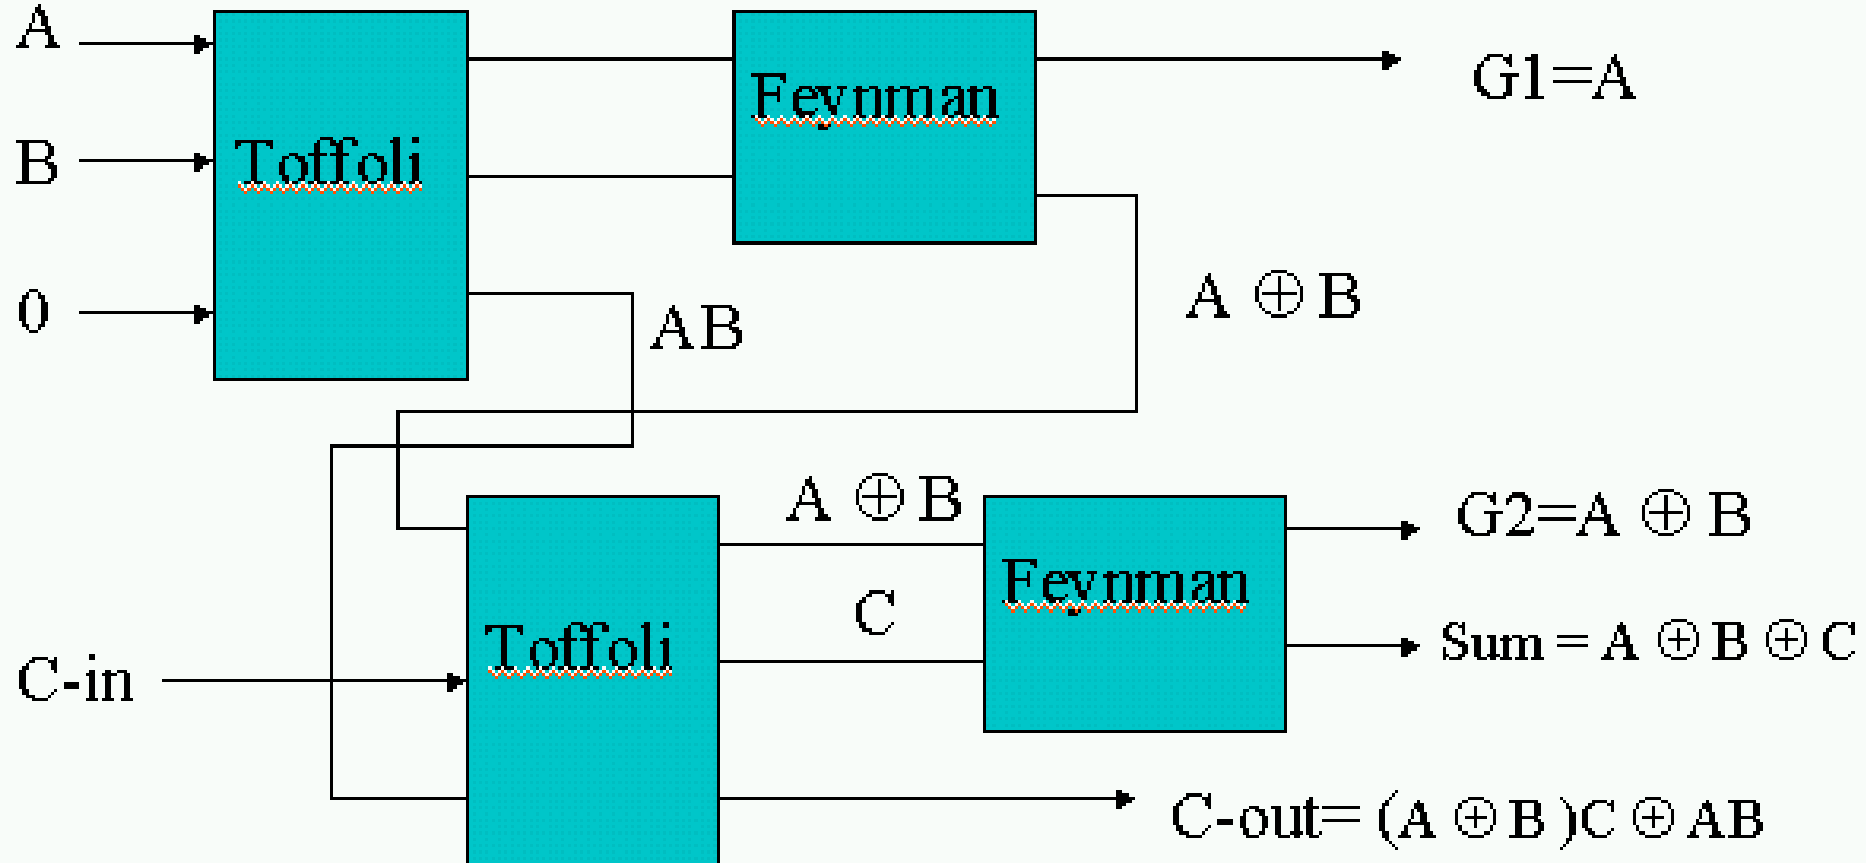 A
Feynman
G1=A
B
Toffoli
0
AB
A ⊕ B
A ⊕ B
G2=A ⊕ B
Feynman
C
Toffoli
Sum = A ⊕ B ⊕ C
C-in
C-out= (A ⊕ B )C ⊕ AB